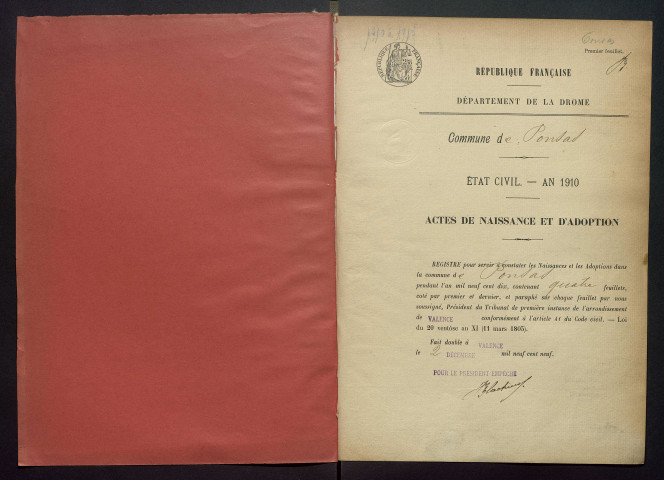 Ponsas
Premier feuillet.
RÉPUBLIQUE FRANÇAISE
DÉPARTEMENT DE LA DROME
Commune de Ponsas
ÉTAT CIVIL. — AN 1910
ACTES DE NAISSANCE ET D'ADOPTION
REGISTRE pour servir à constater les Naissances et les Adoptions dans
la commune de Ponsas
pendant l'an mil neuf cent dix, contenant quatre feuillets,
coté par premier et dernier, et paraphé sur chaque feuillet par nous
soussigné, Président du Tribunal de première instance de l'arrondissement
de VALENCE conformément à l'article 41 du Code civil. — Loi
du 20 ventôse an XI (11 mars 1803).
Fait double à VALENCE
le 2 DÉCEMBRE mil neuf cent neuf.
POUR LE PRÉSIDENT EMPÊCHÉ